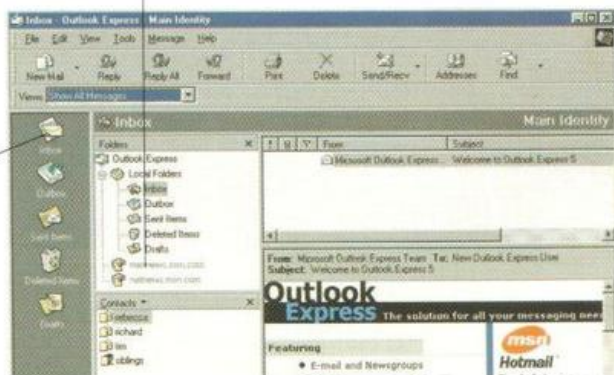 Inbox - Outlook Express - Main Identity
File Edit View Tools Message Help
New Mail Reply Reply All Forward Print Delete Send/Recv Addresses Find
Views Show All Messages
Inbox Main Identity
Inbox
Outbox
Sent Items
Deleted Items
Drafts
Folders
Outlook Express
Local Folders
Inbox
Outbox
Sent Items
Deleted Items
Drafts
Contacts
rebecca
richard
tim
siblings
! From Subject
Microsoft Outlook Express... Welcome to Outlook Express 5
From: Microsoft Outlook Express Team To: New Outlook Express User
Subject: Welcome to Outlook Express 5
Outlook
Express The solution for all your messaging nee
Featuring
• E-mail and Newsgroups
msn
Hotmail